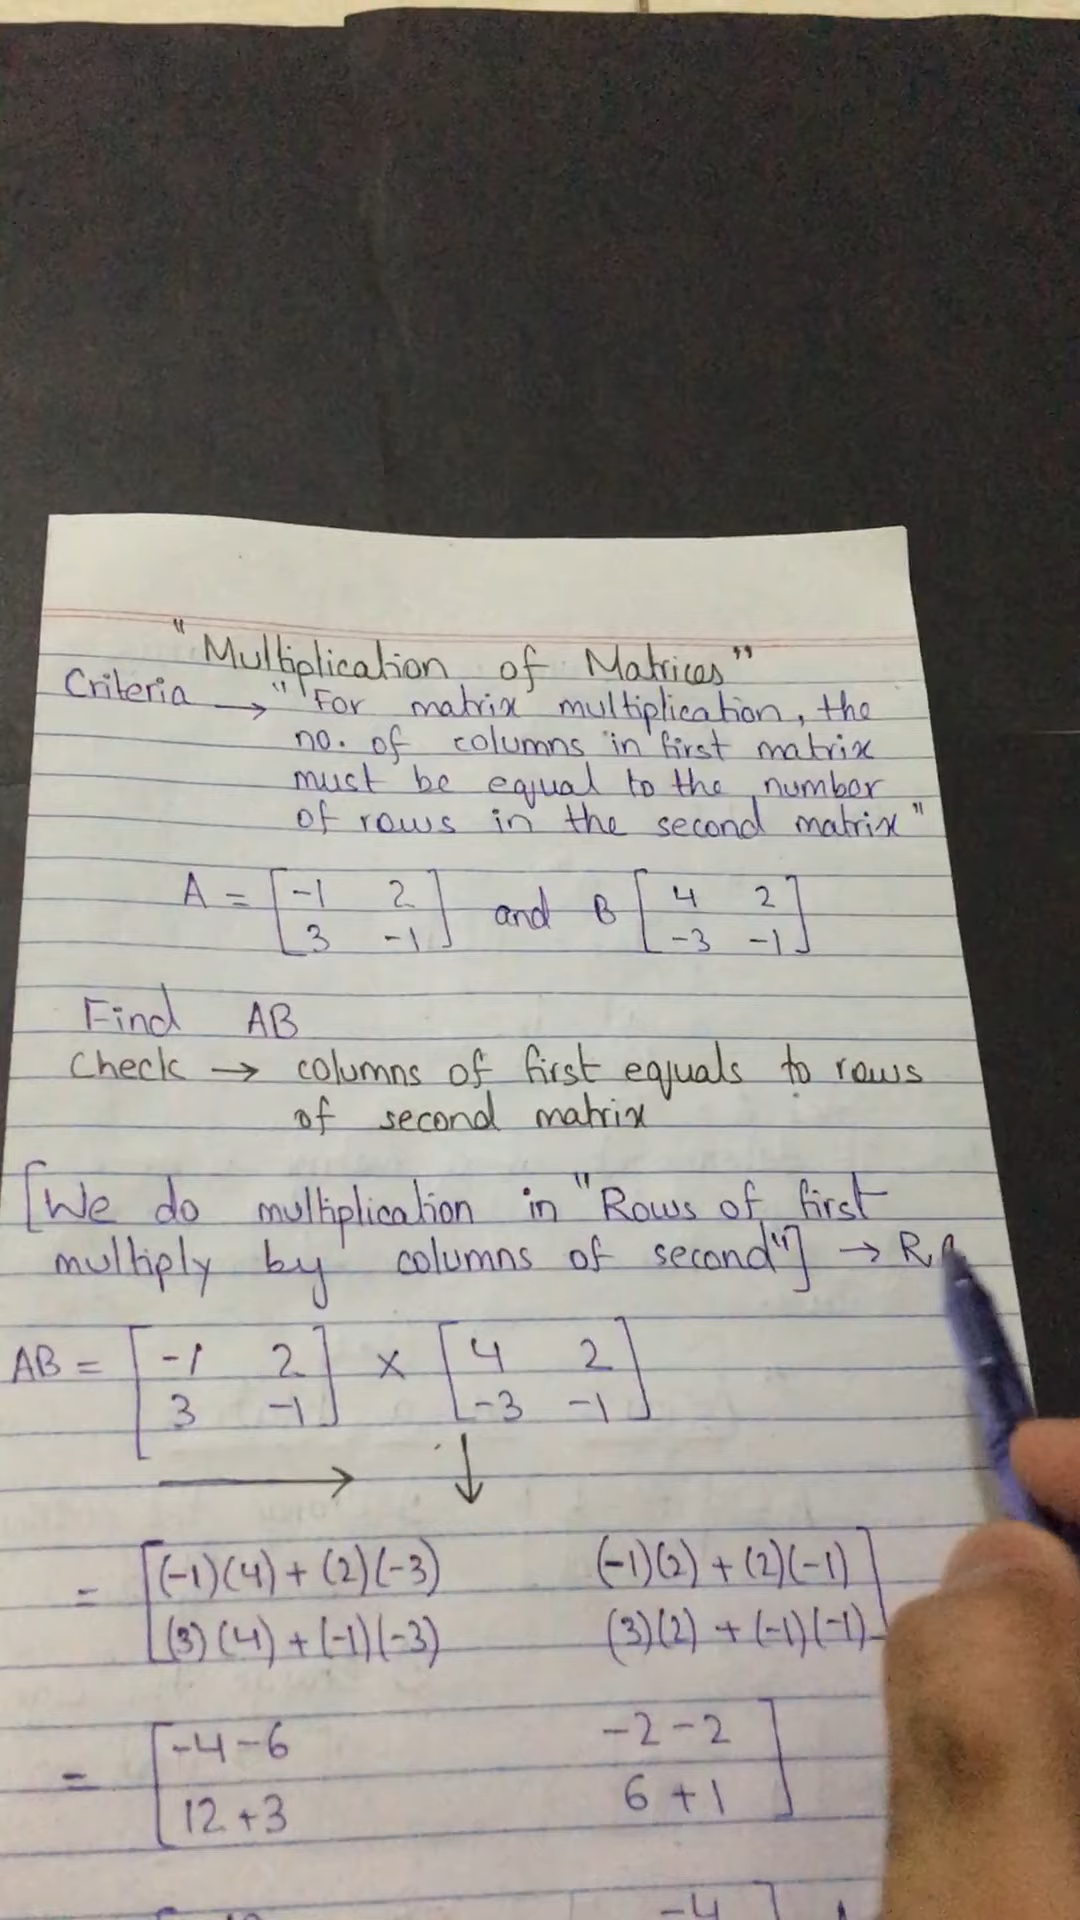 "Multiplication of Matrices"
Criteria → "For matrix multiplication, the
no. of columns in first matrix
must be equal to the number
of rows in the second matrix"
A = [-1 2] and B [4 2]
[3 -1] [-3 -1]
Find AB
Check → columns of first equals to rows
of second matrix
[We do multiplication in "Rows of first
multiply by columns of second"] → R
AB = [-1 2] × [4 2]
[3 -1] [-3 -1]
→ ↓
= [(-1)(4) + (2)(-3) (-1)(2) + (2)(-1)]
[(3)(4) + (-1)(-3) (3)(2) + (-1)(-1)]
= [-4-6 -2-2]
[12+3 6+1]
-4